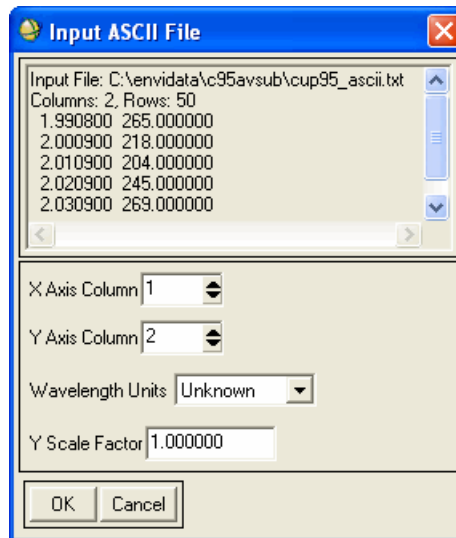 Input ASCII File
Input File: C:\envidata\c95avsub\cup95_ascii.txt
Columns: 2, Rows: 50
1.990800 265.000000
2.000900 218.000000
2.010900 204.000000
2.020900 245.000000
2.030900 269.000000
X Axis Column 1
Y Axis Column 2
Wavelength Units Unknown
Y Scale Factor 1.000000
OK Cancel